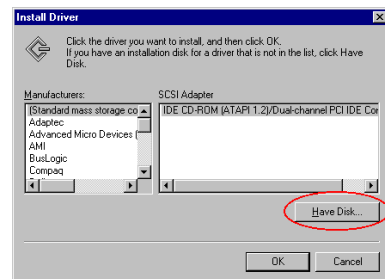 Install Driver
Click the driver you want to install, and then click OK.
If you have an installation disk for a driver that is not in the list, click Have
Disk.
Manufacturers:
SCSI Adapter
(Standard mass storage co
Adaptec
Advanced Micro Devices (
AMI
BusLogic
Compaq
IDE CD-ROM (ATAPI 1.2)/Dual-channel PCI IDE Con
Have Disk...
OK
Cancel